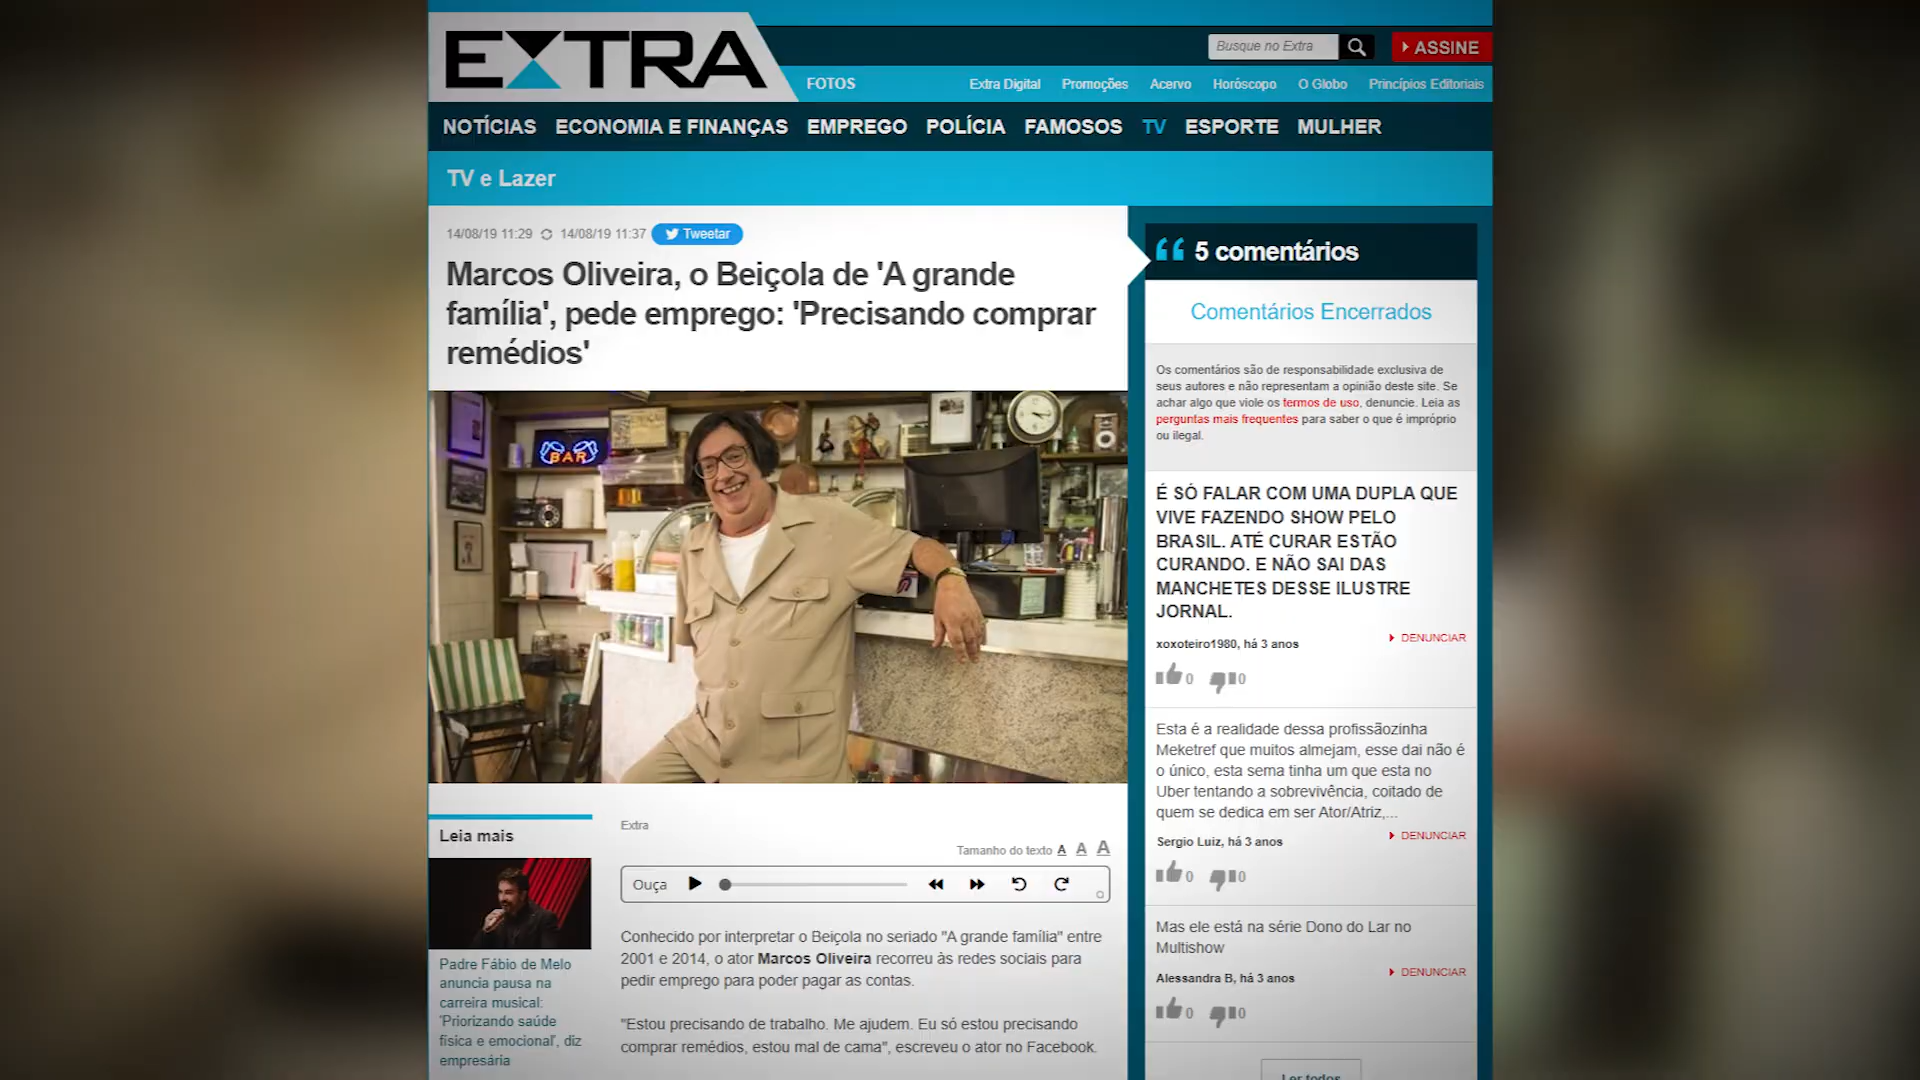 EXTRA
Busque no Extra
ASSINE
FOTOS
Extra Digital
Promoções
Acervo
Horóscopo
O Globo
Princípios Editoriais
NOTÍCIAS
ECONOMIA E FINANÇAS
EMPREGO
POLÍCIA
FAMOSOS
TV
ESPORTE
MULHER
TV e Lazer
14/08/19 11:29
14/08/19 11:37
Tweetar
Marcos Oliveira, o Beiçola de 'A grande
família', pede emprego: 'Precisando comprar
remédios'
BAR
Leia mais
Padre Fábio de Melo
anuncia pausa na
carreira musical:
'Priorizando saúde
física e emocional', diz
empresária
Extra
Tamanho do texto A A A
Ouça
Conhecido por interpretar o Beiçola no seriado "A grande família" entre
2001 e 2014, o ator Marcos Oliveira recorreu às redes sociais para
pedir emprego para poder pagar as contas.
"Estou precisando de trabalho. Me ajudem. Eu só estou precisando
comprar remédios, estou mal de cama", escreveu o ator no Facebook.
5 comentários
Comentários Encerrados
Os comentários são de responsabilidade exclusiva de
seus autores e não representam a opinião deste site. Se
achar algo que viole os termos de uso, denuncie. Leia as
perguntas mais frequentes para saber o que é impróprio
ou ilegal.
É SÓ FALAR COM UMA DUPLA QUE
VIVE FAZENDO SHOW PELO
BRASIL. ATÉ CURAR ESTÃO
CURANDO. E NÃO SAI DAS
MANCHETES DESSE ILUSTRE
JORNAL.
xoxoteiro1980, há 3 anos
DENUNCIAR
0
0
Esta é a realidade dessa profissãozinha
Meketref que muitos almejam, esse dai não é
o único, esta sema tinha um que esta no
Uber tentando a sobrevivência, coitado de
quem se dedica em ser Ator/Atriz,...
Sergio Luiz, há 3 anos
DENUNCIAR
0
0
Mas ele está na série Dono do Lar no
Multishow
Alessandra B, há 3 anos
DENUNCIAR
0
0
Ler todos